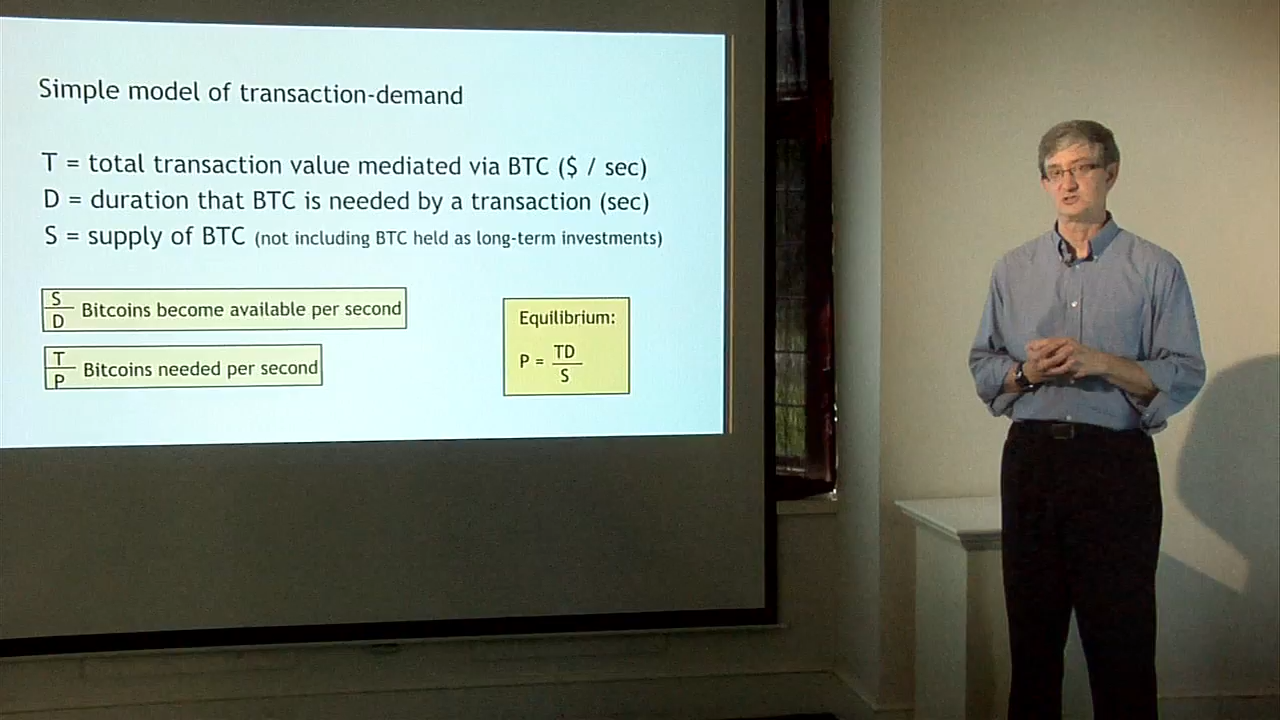 Simple model of transaction-demand
T = total transaction value mediated via BTC ($ / sec)
D = duration that BTC is needed by a transaction (sec)
S = supply of BTC (not including BTC held as long-term investments)
S
D
Bitcoins become available per second
T
P
Bitcoins needed per second
Equilibrium:
P = TD
S